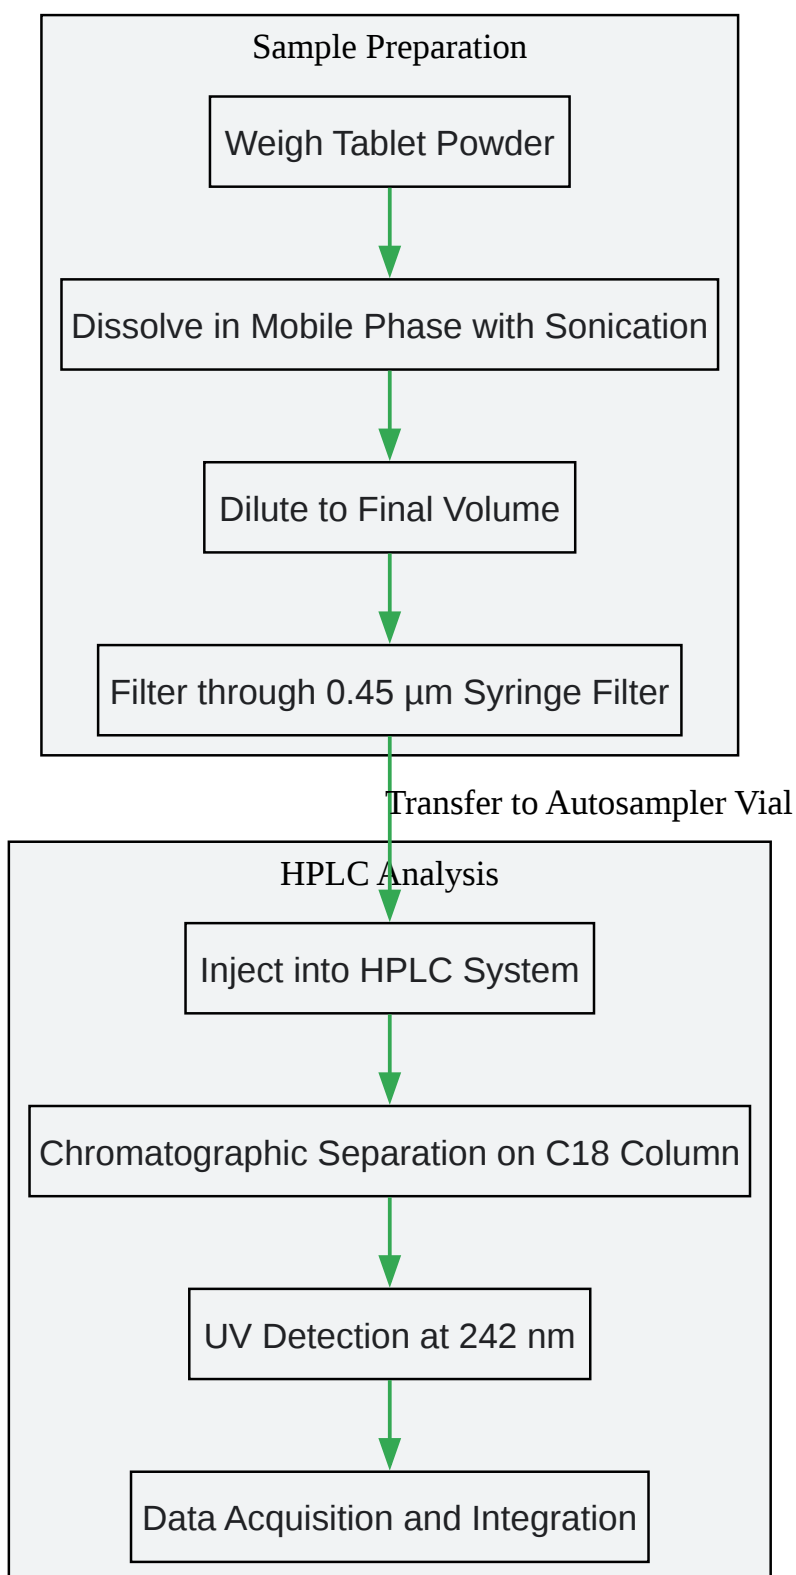 Sample Preparation
Weigh Tablet Powder
Dissolve in Mobile Phase with Sonication
Dilute to Final Volume
Filter through 0.45 µm Syringe Filter
Transfer to Autosampler Vial
HPLC Analysis
Inject into HPLC System
Chromatographic Separation on C18 Column
UV Detection at 242 nm
Data Acquisition and Integration